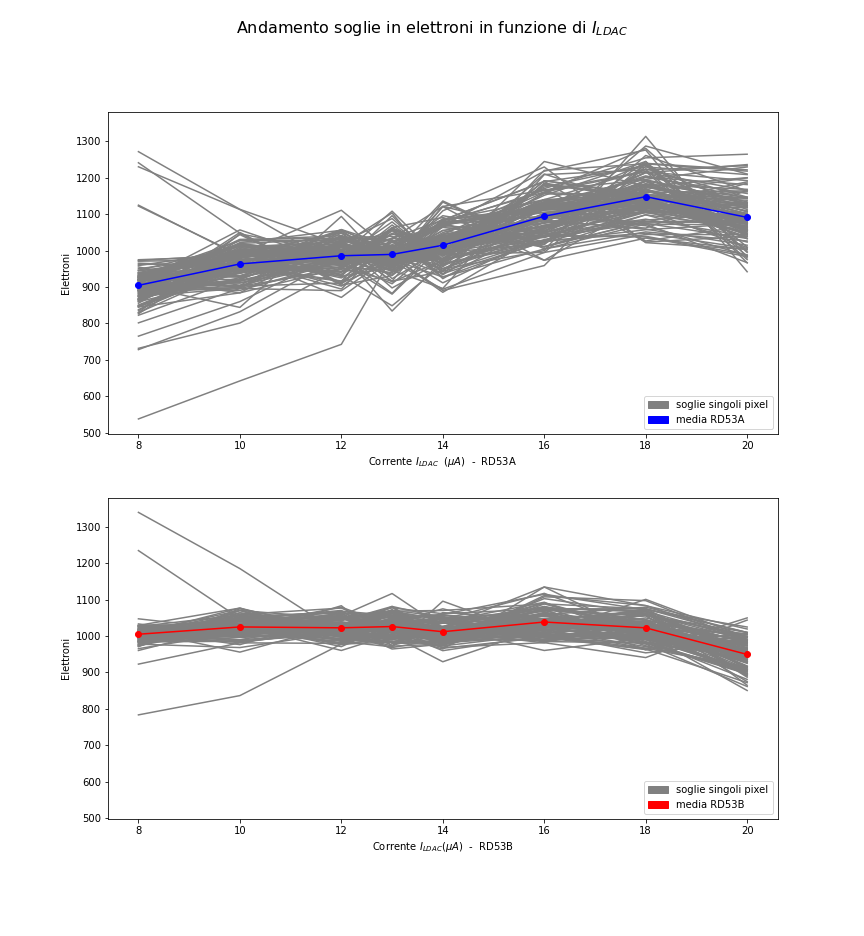 Andamento soglie in elettroni in funzione di I_LDAC
1300
1200
1100
1000
900
800
700
600
500
Elettroni
soglie singoli pixel
media RD53A
8 10 12 13 14 16 18 20
Corrente I_LDAC (μA) - RD53A
1300
1200
1100
1000
900
800
700
600
500
Elettroni
soglie singoli pixel
media RD53B
8 10 12 13 14 16 18 20
Corrente I_LDAC(μA) - RD53B